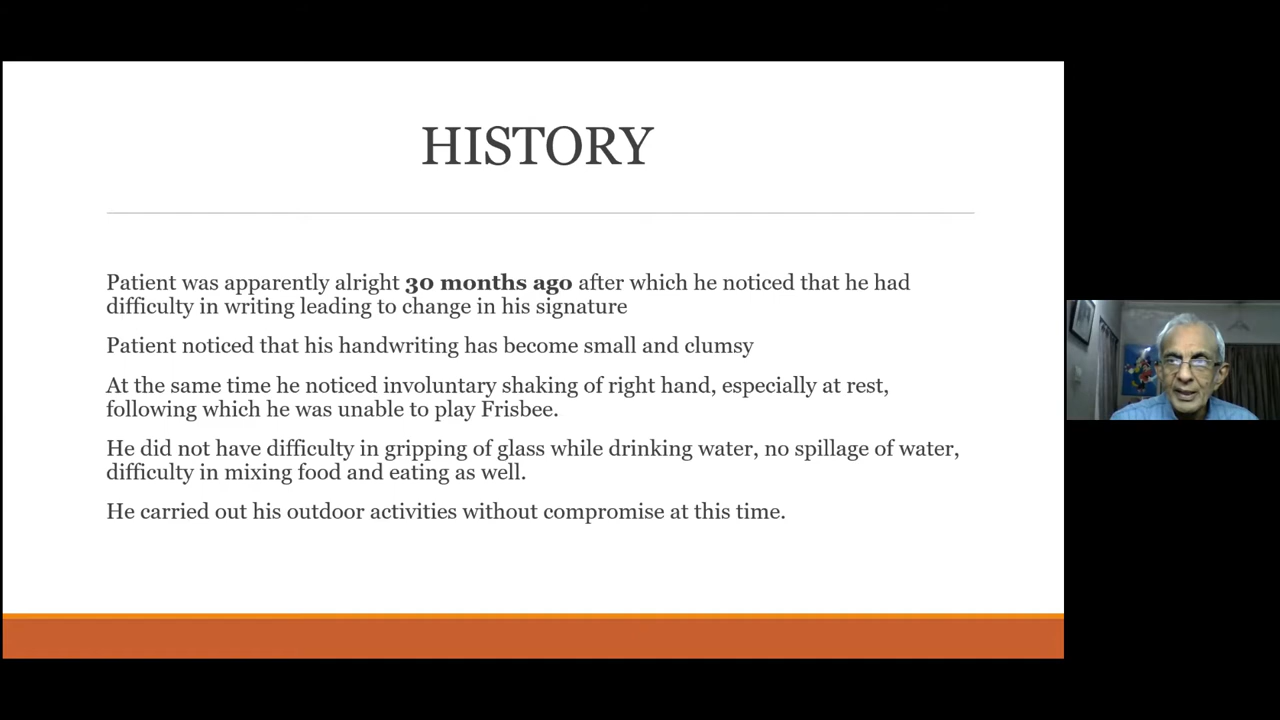 HISTORY
Patient was apparently alright 30 months ago after which he noticed that he had
difficulty in writing leading to change in his signature
Patient noticed that his handwriting has become small and clumsy
At the same time he noticed involuntary shaking of right hand, especially at rest,
following which he was unable to play Frisbee.
He did not have difficulty in gripping of glass while drinking water, no spillage of water,
difficulty in mixing food and eating as well.
He carried out his outdoor activities without compromise at this time.